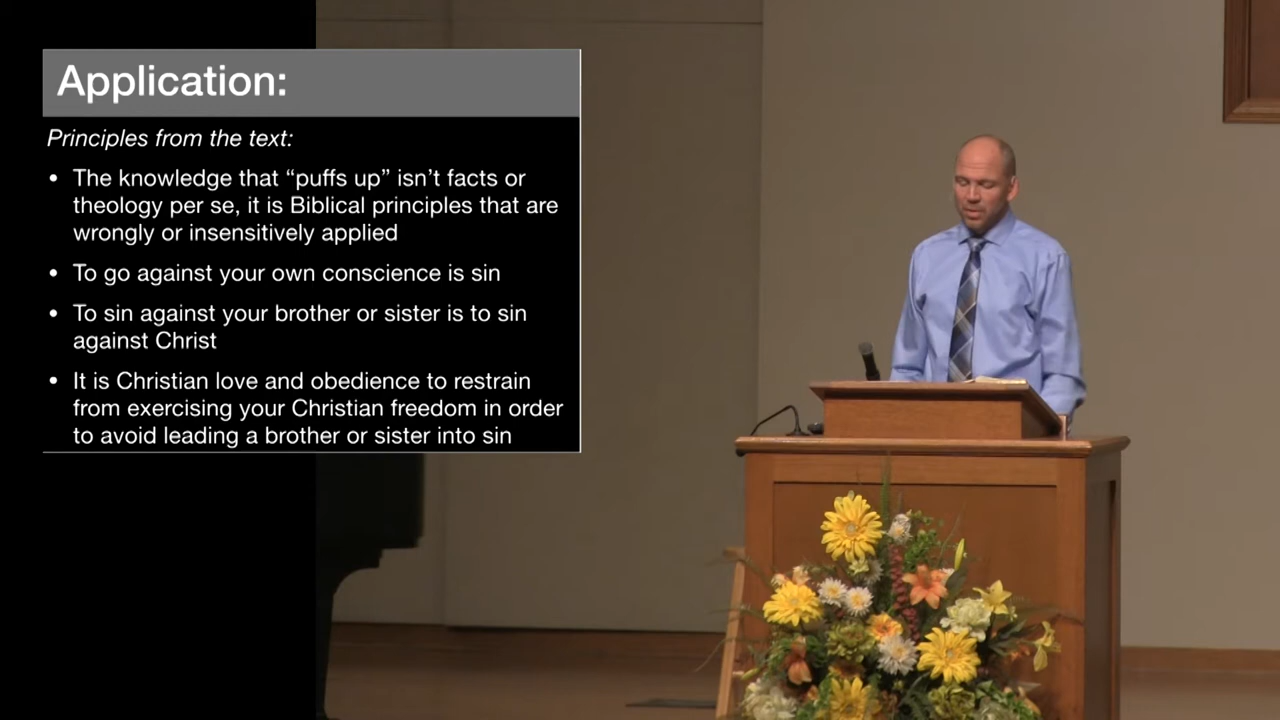 Application:
Principles from the text:
• The knowledge that “puffs up” isn’t facts or
theology per se, it is Biblical principles that are
wrongly or insensitively applied
• To go against your own conscience is sin
• To sin against your brother or sister is to sin
against Christ
• It is Christian love and obedience to restrain
from exercising your Christian freedom in order
to avoid leading a brother or sister into sin